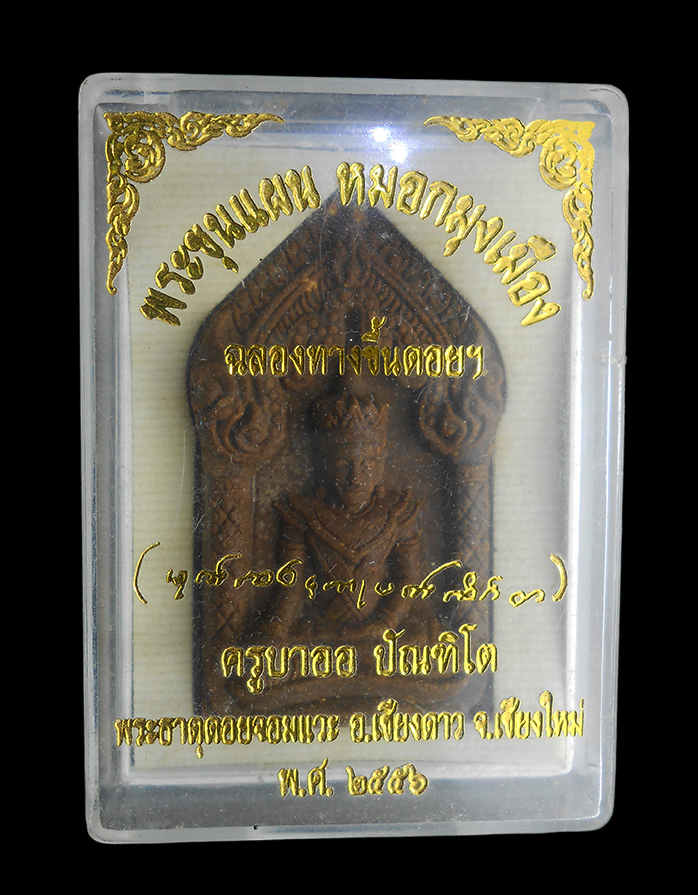 พระขุนแผน หมอกมุงเมือง
ฉลองทางขึ้นดอยฯ
ครูบาออ ปัณฑิโต
พระธาตุดอยจอมแวะ อ.เชียงดาว จ.เชียงใหม่
พ.ศ. ๒๕๕๖